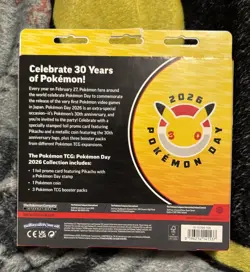 Celebrate 30 Years
of Pokémon!
Every year on February 27, Pokémon fans around
the world celebrate Pokémon Day to commemorate
the release of the very first Pokémon video games
in Japan. Pokémon Day 2026 is an extra-special
occasion—it's Pokémon's 30th anniversary, and
you're invited to the party! Celebrate with a
specially stamped foil promo card featuring
Pikachu and a metallic coin featuring the 30th
anniversary logo, plus three booster packs from
different Pokémon TCG expansions.
The Pokémon TCG: Pokémon Day
2026 Collection includes:
• 1 foil promo card featuring Pikachu with
a Pokémon Day stamp
• 1 Pokémon coin
• 3 Pokémon TCG booster packs
2026
30
POKÉMON DAY